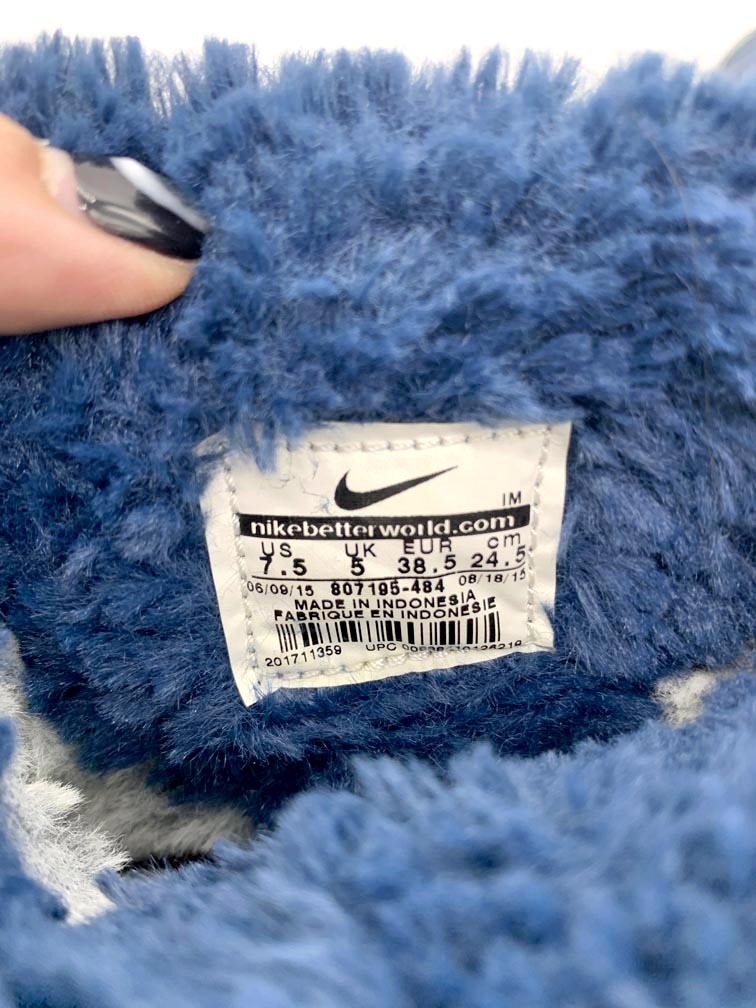 IM
nikebetterworld.com
US UK EUR cm
7.5 5 38.5 24.5
06/09/15 807195-484 08/18/15
MADE IN INDONESIA
FABRIQUE EN INDONESIE
201711359 UPC